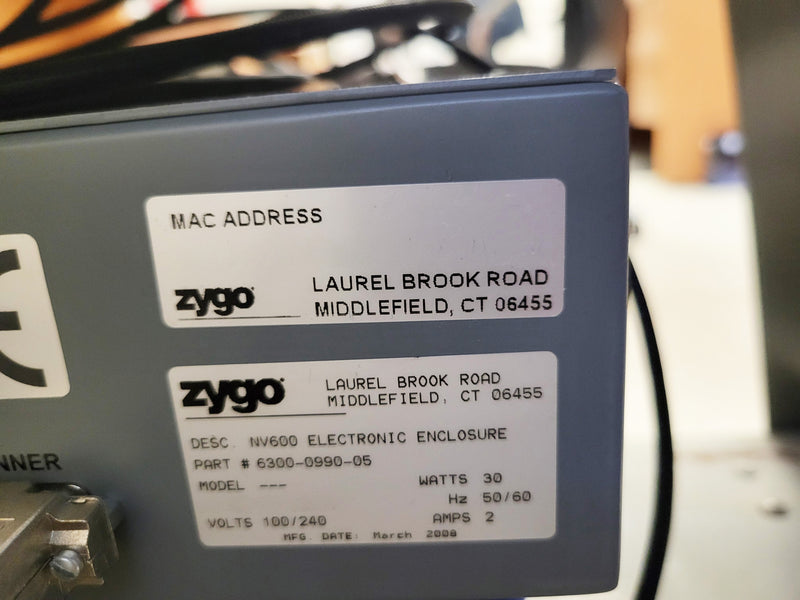 MAC ADDRESS
zygo
LAUREL BROOK ROAD
MIDDLEFIELD, CT 06455
zygo
LAUREL BROOK ROAD
MIDDLEFIELD, CT 06455
DESC. NV600 ELECTRONIC ENCLOSURE
PART # 6300-0990-05
MODEL ---
WATTS 30
Hz 50/60
VOLTS 100/240
AMPS 2
MFG. DATE: March 2008
NNER